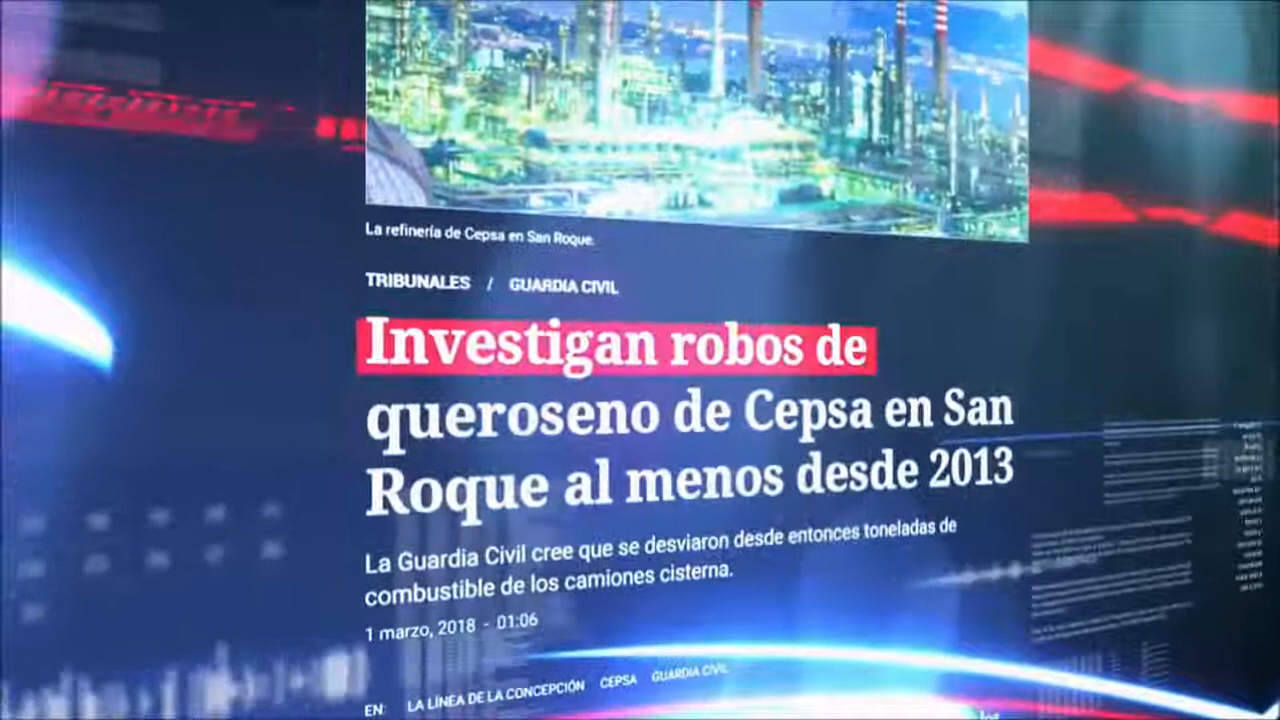 La refinería de Cepsa en San Roque.
TRIBUNALES / GUARDIA CIVIL
Investigan robos de
queroseno de Cepsa en San
Roque al menos desde 2013
La Guardia Civil cree que se desviaron desde entonces toneladas de
combustible de los camiones cisterna.
1 marzo, 2018 - 01:06
EN: LA LÍNEA DE LA CONCEPCIÓN CEPSA GUARDIA CIVIL